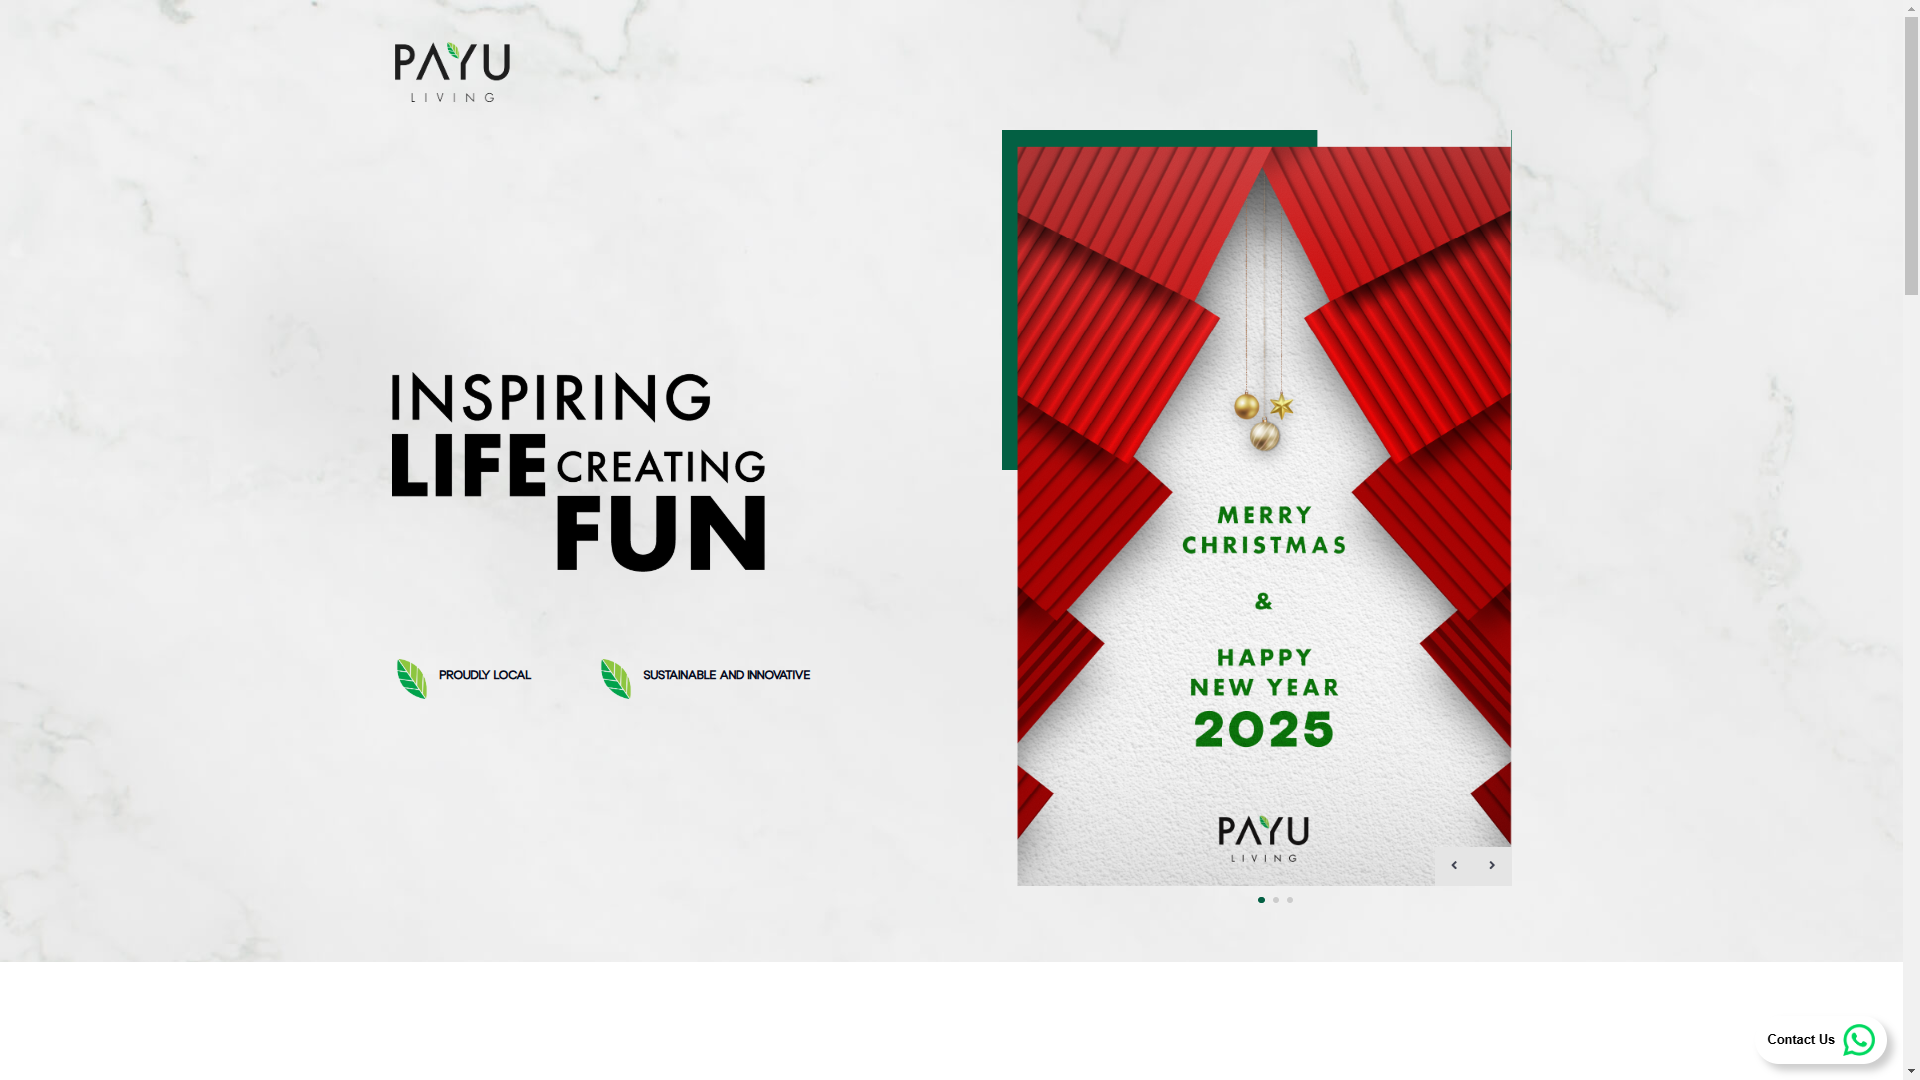 PAYU
LIVING
INSPIRING
LIFE CREATING
FUN
PROUDLY LOCAL
SUSTAINABLE AND INNOVATIVE
MERRY
CHRISTMAS
&
HAPPY
NEW YEAR
2025
PAYU
LIVING
Contact Us